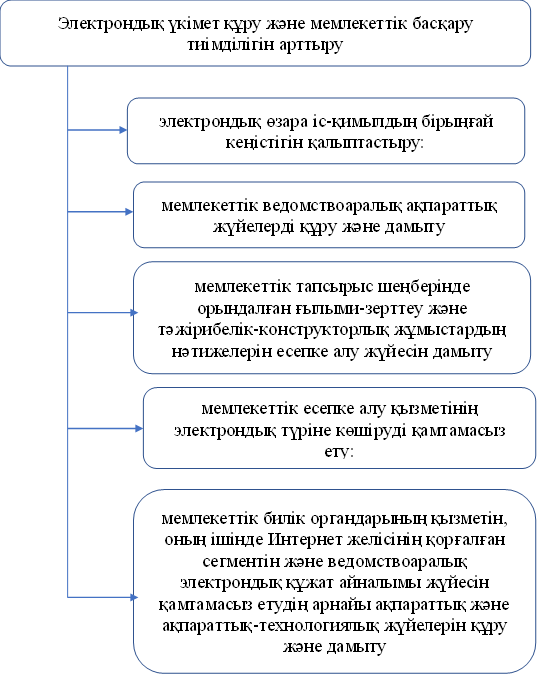 Электрондық үкімет құру және мемлекеттік басқару
тиімділігін арттыру
электрондық өзара іс-қимылдың бірыңғай
кеңістігін қалыптастыру:
мемлекеттік ведомствоаралық ақпараттық
жүйелерді құру және дамыту
мемлекеттік тапсырыс шеңберінде
орындалған ғылыми-зерттеу және
тәжірибелік-конструкторлық жұмыстардың
нәтижелерін есепке алу жүйесін дамыту
мемлекеттік есепке алу қызметінің
электрондық түріне көшіруді қамтамасыз
ету:
мемлекеттік билік органдарының қызметін,
оның ішінде Интернет желісінің қорғалған
сегментін және ведомствоаралық
электрондық құжат айналымы жүйесін
қамтамасыз етудің арнайы ақпараттық және
ақпараттық-технологиялық жүйелерін құру
және дамыту